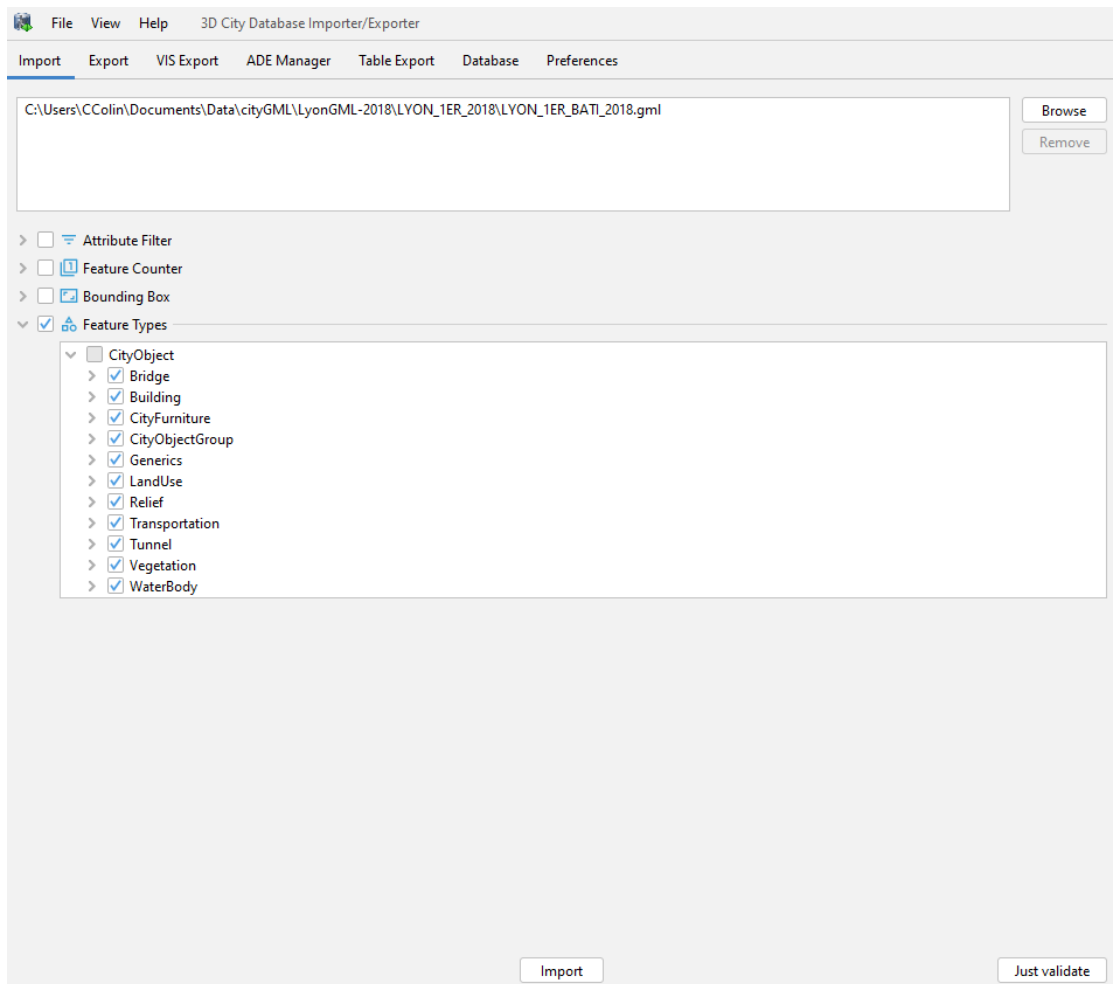 File View Help 3D City Database Importer/Exporter
Import Export VIS Export ADE Manager Table Export Database Preferences
C:\Users\CColin\Documents\Data\cityGML\LyonGML-2018\LYON_1ER_2018\LYON_1ER_BATI_2018.gml
Browse
Remove
Attribute Filter
1 Feature Counter
Bounding Box
Feature Types
CityObject
Bridge
Building
CityFurniture
CityObjectGroup
Generics
LandUse
Relief
Transportation
Tunnel
Vegetation
WaterBody
Import Just validate